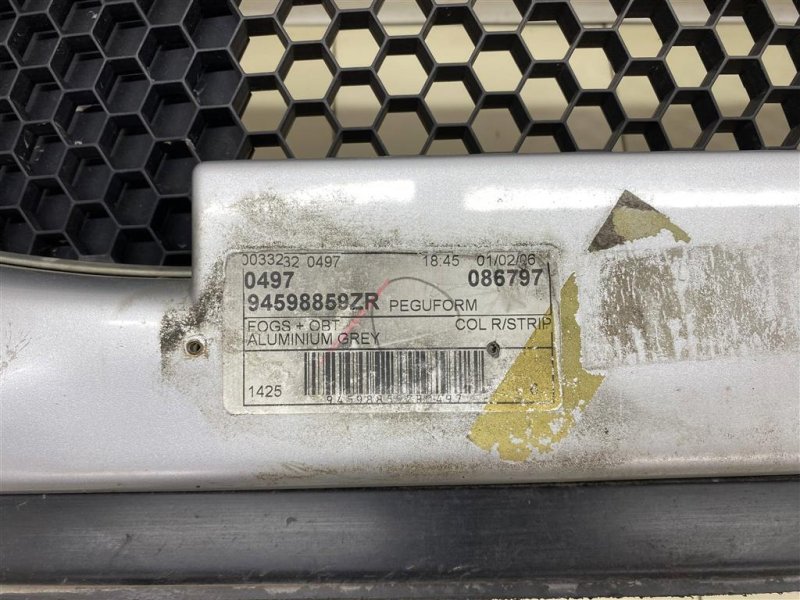 0033232 0497 18:45 01/02/06
0497 086797
94598859ZR PEGUFORM
FOGS + OBT COL R/STRIP
ALUMINIUM GREY
1425